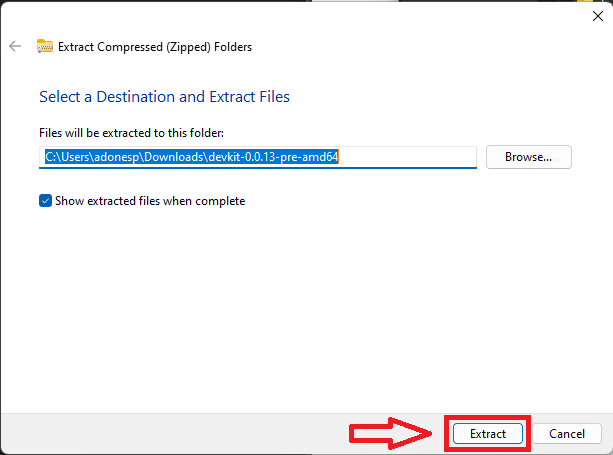 Extract Compressed (Zipped) Folders
Select a Destination and Extract Files
Files will be extracted to this folder:
C:\Users\adonesp\Downloads\devkit-0.0.13-pre-amd64
Browse...
Show extracted files when complete
Extract
Cancel